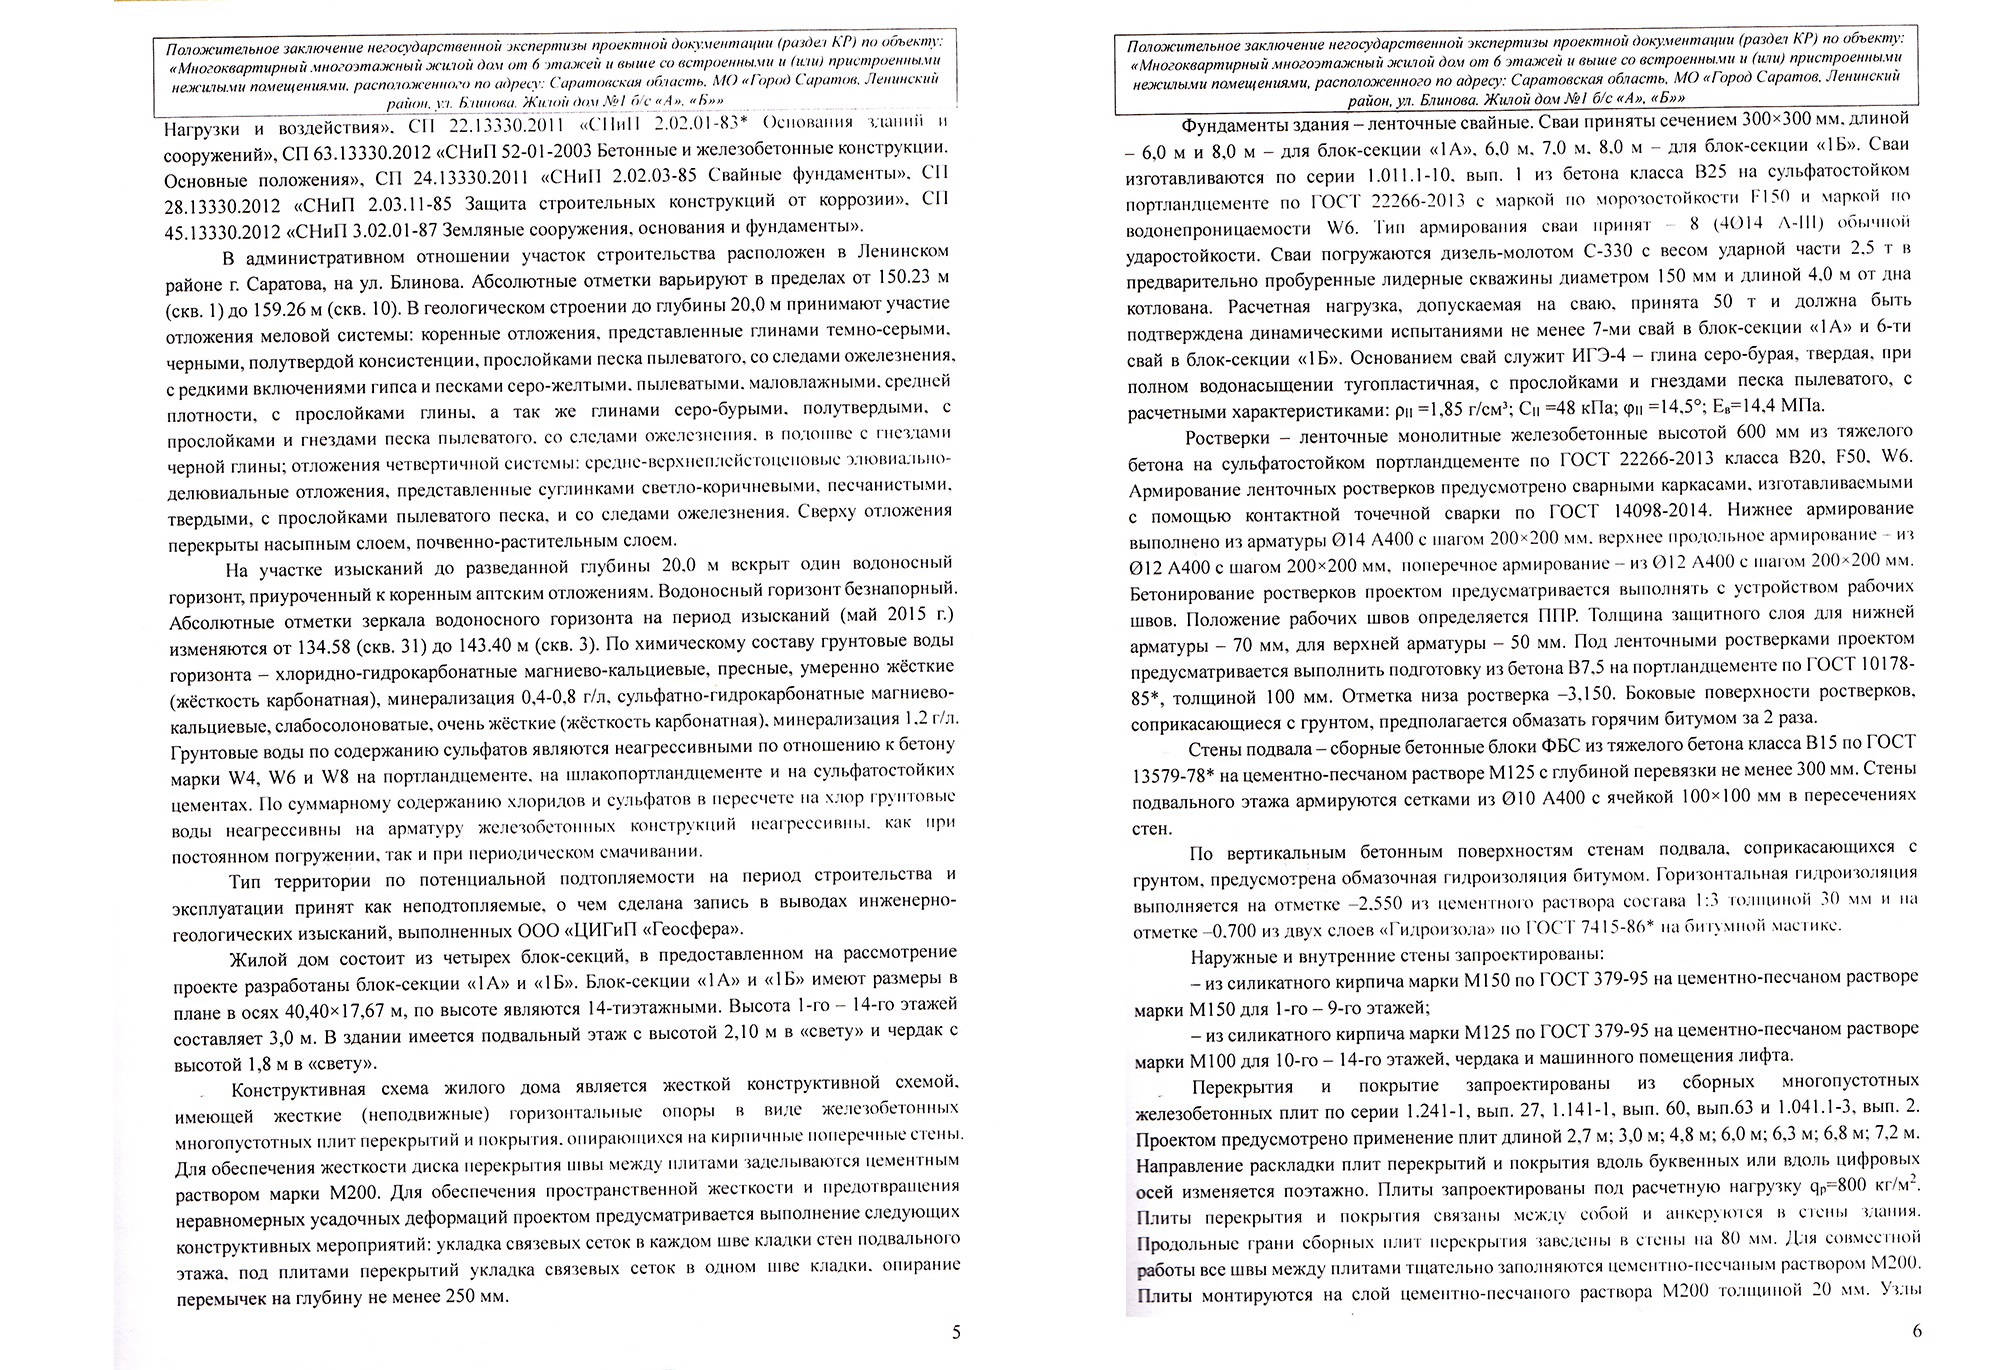 Положительное заключение негосударственной экспертизы проектной документации (раздел КР) по объекту:
«Многоквартирный многоэтажный жилой дом от 6 этажей и выше со встроенными и (или) пристроенными
нежилыми помещениями, расположенного по адресу: Саратовская область, МО «Город Саратов, Ленинский
район, ул. Блинова. Жилой дом №1 б/с «А», «Б»»
Нагрузки и воздействия», СП 22.13330.2011 «СНиП 2.02.01-83* Основания зданий и
сооружений», СП 63.13330.2012 «СНиП 52-01-2003 Бетонные и железобетонные конструкции.
Основные положения», СП 24.13330.2011 «СНиП 2.02.03-85 Свайные фундаменты», СП
28.13330.2012 «СНиП 2.03.11-85 Защита строительных конструкций от коррозии», СП
45.13330.2012 «СНиП 3.02.01-87 Земляные сооружения, основания и фундаменты».
В административном отношении участок строительства расположен в Ленинском
районе г. Саратова, на ул. Блинова. Абсолютные отметки варьируют в пределах от 150.23 м
(скв. 1) до 159.26 м (скв. 10). В геологическом строении до глубины 20,0 м принимают участие
отложения меловой системы: коренные отложения, представленные глинами темно-серыми,
черными, полутвердой консистенции, прослойками песка пылеватого, со следами ожелезнения,
с редкими включениями гипса и песками серо-желтыми, пылеватыми, маловлажными, средней
плотности, с прослойками глины, а так же глинами серо-бурыми, полутвердыми, с
прослойками и гнездами песка пылеватого, со следами ожелезнения, в подошве с гнездами
черной глины; отложения четвертичной системы: средне-верхнеплейстоценовые элювиально-
делювиальные отложения, представленные суглинками светло-коричневыми, песчанистыми,
твердыми, с прослойками пылеватого песка, и со следами ожелезнения. Сверху отложения
перекрыты насыпным слоем, почвенно-растительным слоем.
На участке изысканий до разведанной глубины 20,0 м вскрыт один водоносный
горизонт, приуроченный к коренным аптским отложениям. Водоносный горизонт безнапорный.
Абсолютные отметки зеркала водоносного горизонта на период изысканий (май 2015 г.)
изменяются от 134.58 (скв. 31) до 143.40 м (скв. 3). По химическому составу грунтовые воды
горизонта – хлоридно-гидрокарбонатные магниево-кальциевые, пресные, умеренно жёсткие
(жёсткость карбонатная), минерализация 0,4-0,8 г/л, сульфатно-гидрокарбонатные магниево-
кальциевые, слабосолоноватые, очень жёсткие (жёсткость карбонатная), минерализация 1,2 г/л.
Грунтовые воды по содержанию сульфатов являются неагрессивными по отношению к бетону
марки W4, W6 и W8 на портландцементе, на шлакопортландцементе и на сульфатостойких
цементах. По суммарному содержанию хлоридов и сульфатов в пересчете на хлор грунтовые
воды неагрессивны на арматуру железобетонных конструкций неагрессивны, как при
постоянном погружении, так и при периодическом смачивании.
Тип территории по потенциальной подтопляемости на период строительства и
эксплуатации принят как неподтопляемые, о чем сделана запись в выводах инженерно-
геологических изысканий, выполненных ООО «ЦИГиП «Геосфера».
Жилой дом состоит из четырех блок-секций, в предоставленном на рассмотрение
проекте разработаны блок-секции «1А» и «1Б». Блок-секции «1А» и «1Б» имеют размеры в
плане в осях 40,40×17,67 м, по высоте являются 14-тиэтажными. Высота 1-го – 14-го этажей
составляет 3,0 м. В здании имеется подвальный этаж с высотой 2,10 м в «свету» и чердак с
высотой 1,8 м в «свету».
Конструктивная схема жилого дома является жесткой конструктивной схемой,
имеющей жесткие (неподвижные) горизонтальные опоры в виде железобетонных
многопустотных плит перекрытий и покрытия, опирающихся на кирпичные поперечные стены.
Для обеспечения жесткости диска перекрытия швы между плитами заделываются цементным
раствором марки М200. Для обеспечения пространственной жесткости и предотвращения
неравномерных усадочных деформаций проектом предусматривается выполнение следующих
конструктивных мероприятий: укладка связевых сеток в каждом шве кладки стен подвального
этажа, под плитами перекрытий укладка связевых сеток в одном шве кладки, опирание
перемычек на глубину не менее 250 мм.
5
Положительное заключение негосударственной экспертизы проектной документации (раздел КР) по объекту:
«Многоквартирный многоэтажный жилой дом от 6 этажей и выше со встроенными и (или) пристроенными
нежилыми помещениями, расположенного по адресу: Саратовская область, МО «Город Саратов, Ленинский
район, ул. Блинова. Жилой дом №1 б/с «А», «Б»»
Фундаменты здания – ленточные свайные. Сваи приняты сечением 300×300 мм, длиной
– 6,0 м и 8,0 м – для блок-секции «1А», 6,0 м, 7,0 м, 8,0 м – для блок-секции «1Б». Сваи
изготавливаются по серии 1.011.1-10, вып. 1 из бетона класса В25 на сульфатостойком
портландцементе по ГОСТ 22266-2013 с маркой по морозостойкости F150 и маркой по
водонепроницаемости W6. Тип армирования сваи принят – 8 (4О14 А-III) обычной
ударостойкости. Сваи погружаются дизель-молотом С-330 с весом ударной части 2,5 т в
предварительно пробуренные лидерные скважины диаметром 150 мм и длиной 4,0 м от дна
котлована. Расчетная нагрузка, допускаемая на сваю, принята 50 т и должна быть
подтверждена динамическими испытаниями не менее 7-ми свай в блок-секции «1А» и 6-ти
свай в блок-секции «1Б». Основанием свай служит ИГЭ-4 – глина серо-бурая, твердая, при
полном водонасыщении тугопластичная, с прослойками и гнездами песка пылеватого, с
расчетными характеристиками: ρII =1,85 г/см³; СII =48 кПа; φII =14,5°; Ев=14,4 МПа.
Ростверки – ленточные монолитные железобетонные высотой 600 мм из тяжелого
бетона на сульфатостойком портландцементе по ГОСТ 22266-2013 класса В20, F50, W6.
Армирование ленточных ростверков предусмотрено сварными каркасами, изготавливаемыми
с помощью контактной точечной сварки по ГОСТ 14098-2014. Нижнее армирование
выполнено из арматуры Ø14 А400 с шагом 200×200 мм, верхнее продольное армирование – из
Ø12 А400 с шагом 200×200 мм, поперечное армирование – из Ø12 А400 с шагом 200×200 мм.
Бетонирование ростверков проектом предусматривается выполнять с устройством рабочих
швов. Положение рабочих швов определяется ППР. Толщина защитного слоя для нижней
арматуры – 70 мм, для верхней арматуры – 50 мм. Под ленточными ростверками проектом
предусматривается выполнить подготовку из бетона В7,5 на портландцементе по ГОСТ 10178-
85*, толщиной 100 мм. Отметка низа ростверка –3,150. Боковые поверхности ростверков,
соприкасающиеся с грунтом, предполагается обмазать горячим битумом за 2 раза.
Стены подвала – сборные бетонные блоки ФБС из тяжелого бетона класса В15 по ГОСТ
13579-78* на цементно-песчаном растворе М125 с глубиной перевязки не менее 300 мм. Стены
подвального этажа армируются сетками из Ø10 А400 с ячейкой 100×100 мм в пересечениях
стен.
По вертикальным бетонным поверхностям стенам подвала, соприкасающихся с
грунтом, предусмотрена обмазочная гидроизоляция битумом. Горизонтальная гидроизоляция
выполняется на отметке –2,550 из цементного раствора состава 1:3 толщиной 30 мм и на
отметке –0,700 из двух слоев «Гидроизола» по ГОСТ 7415-86* на битумной мастике.
Наружные и внутренние стены запроектированы:
– из силикатного кирпича марки М150 по ГОСТ 379-95 на цементно-песчаном растворе
марки М150 для 1-го – 9-го этажей;
– из силикатного кирпича марки М125 по ГОСТ 379-95 на цементно-песчаном растворе
марки М100 для 10-го – 14-го этажей, чердака и машинного помещения лифта.
Перекрытия и покрытие запроектированы из сборных многопустотных
железобетонных плит по серии 1.241-1, вып. 27, 1.141-1, вып. 60, вып.63 и 1.041.1-3, вып. 2.
Проектом предусмотрено применение плит длиной 2,7 м; 3,0 м; 4,8 м; 6,0 м; 6,3 м; 6,8 м; 7,2 м.
Направление раскладки плит перекрытий и покрытия вдоль буквенных или вдоль цифровых
осей изменяется поэтажно. Плиты запроектированы под расчетную нагрузку qр=800 кг/м².
Плиты перекрытия и покрытия связаны между собой и анкеруются в стены здания.
Продольные грани сборных плит перекрытия заведены в стены на 80 мм. Для совместной
работы все швы между плитами тщательно заполняются цементно-песчаным раствором М200.
Плиты монтируются на слой цементно-песчаного раствора М200 толщиной 20 мм. Узлы
6